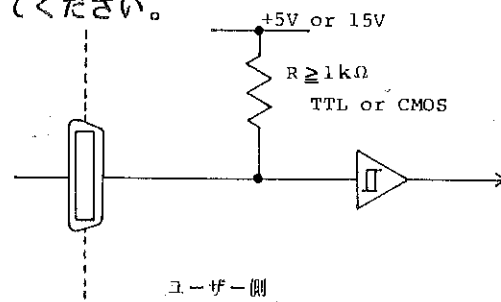 てください。
+5V or 15V
R≧1kΩ
TTL or CMOS
ユーザー側